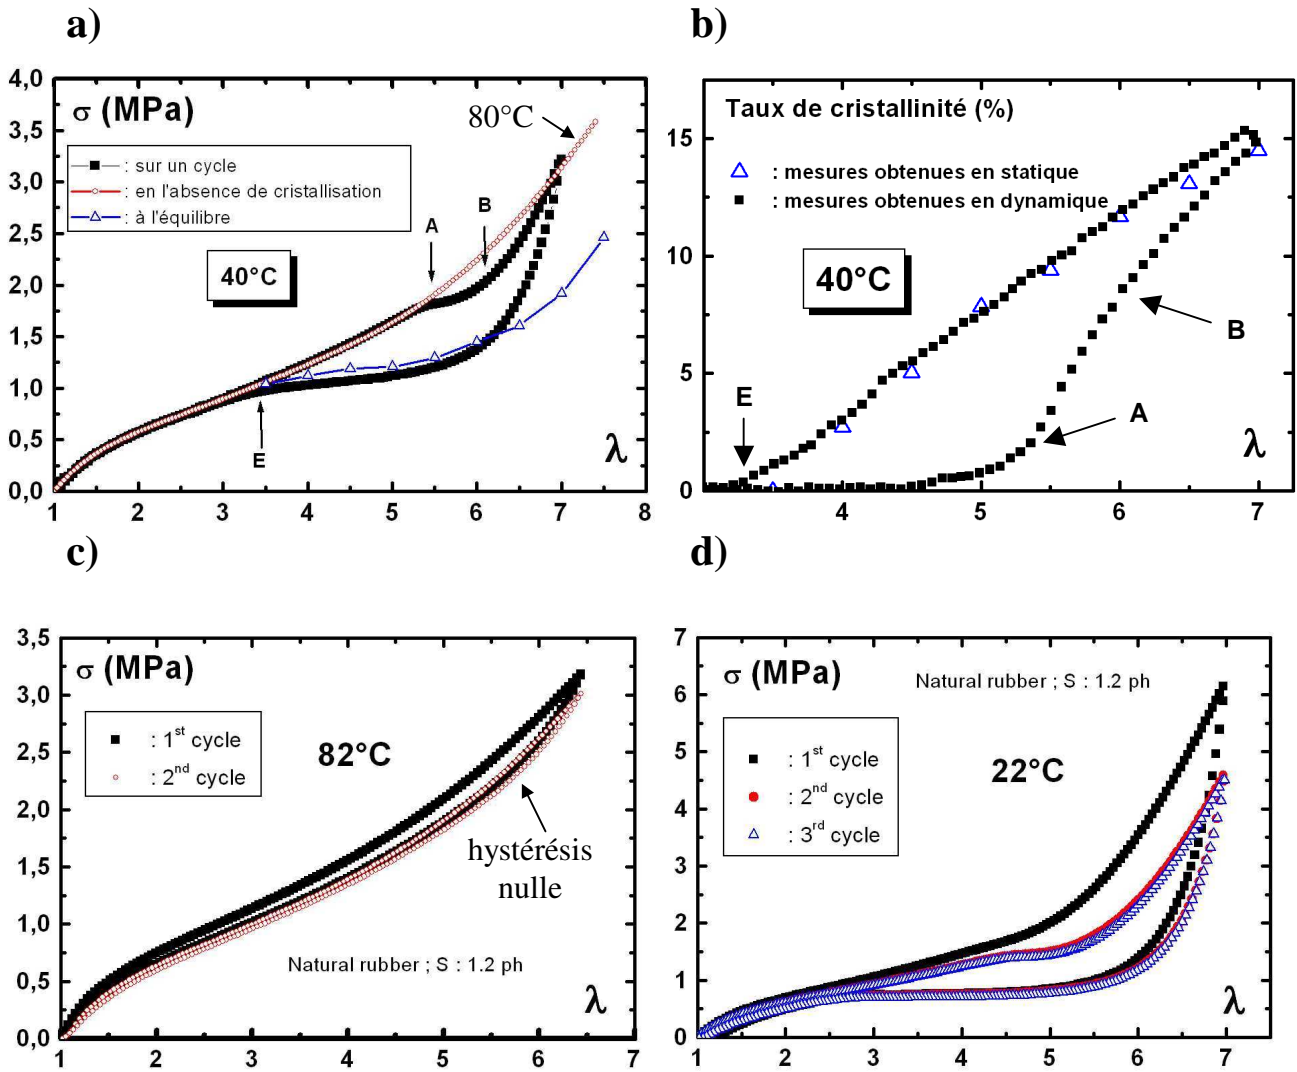 a)
4,0
3,5
3,0
2,5
2,0
1,5
1,0
0,5
0,0
σ (MPa)
80°C
: sur un cycle
: en l'absence de cristallisation
: à l'équilibre
40°C
A
B
E
λ
1 2 3 4 5 6 7 8
b)
15
10
5
0
Taux de cristallinité (%)
: mesures obtenues en statique
: mesures obtenues en dynamique
40°C
E
A
B
λ
4 5 6 7
c)
3,5
3,0
2,5
2,0
1,5
1,0
0,5
0,0
σ (MPa)
: 1st cycle
: 2nd cycle
82°C
hystérésis
nulle
Natural rubber ; S : 1.2 ph
λ
1 2 3 4 5 6 7
d)
7
6
5
4
3
2
1
0
σ (MPa)
Natural rubber ; S : 1.2 ph
: 1st cycle
: 2nd cycle
: 3rd cycle
22°C
λ
1 2 3 4 5 6 7